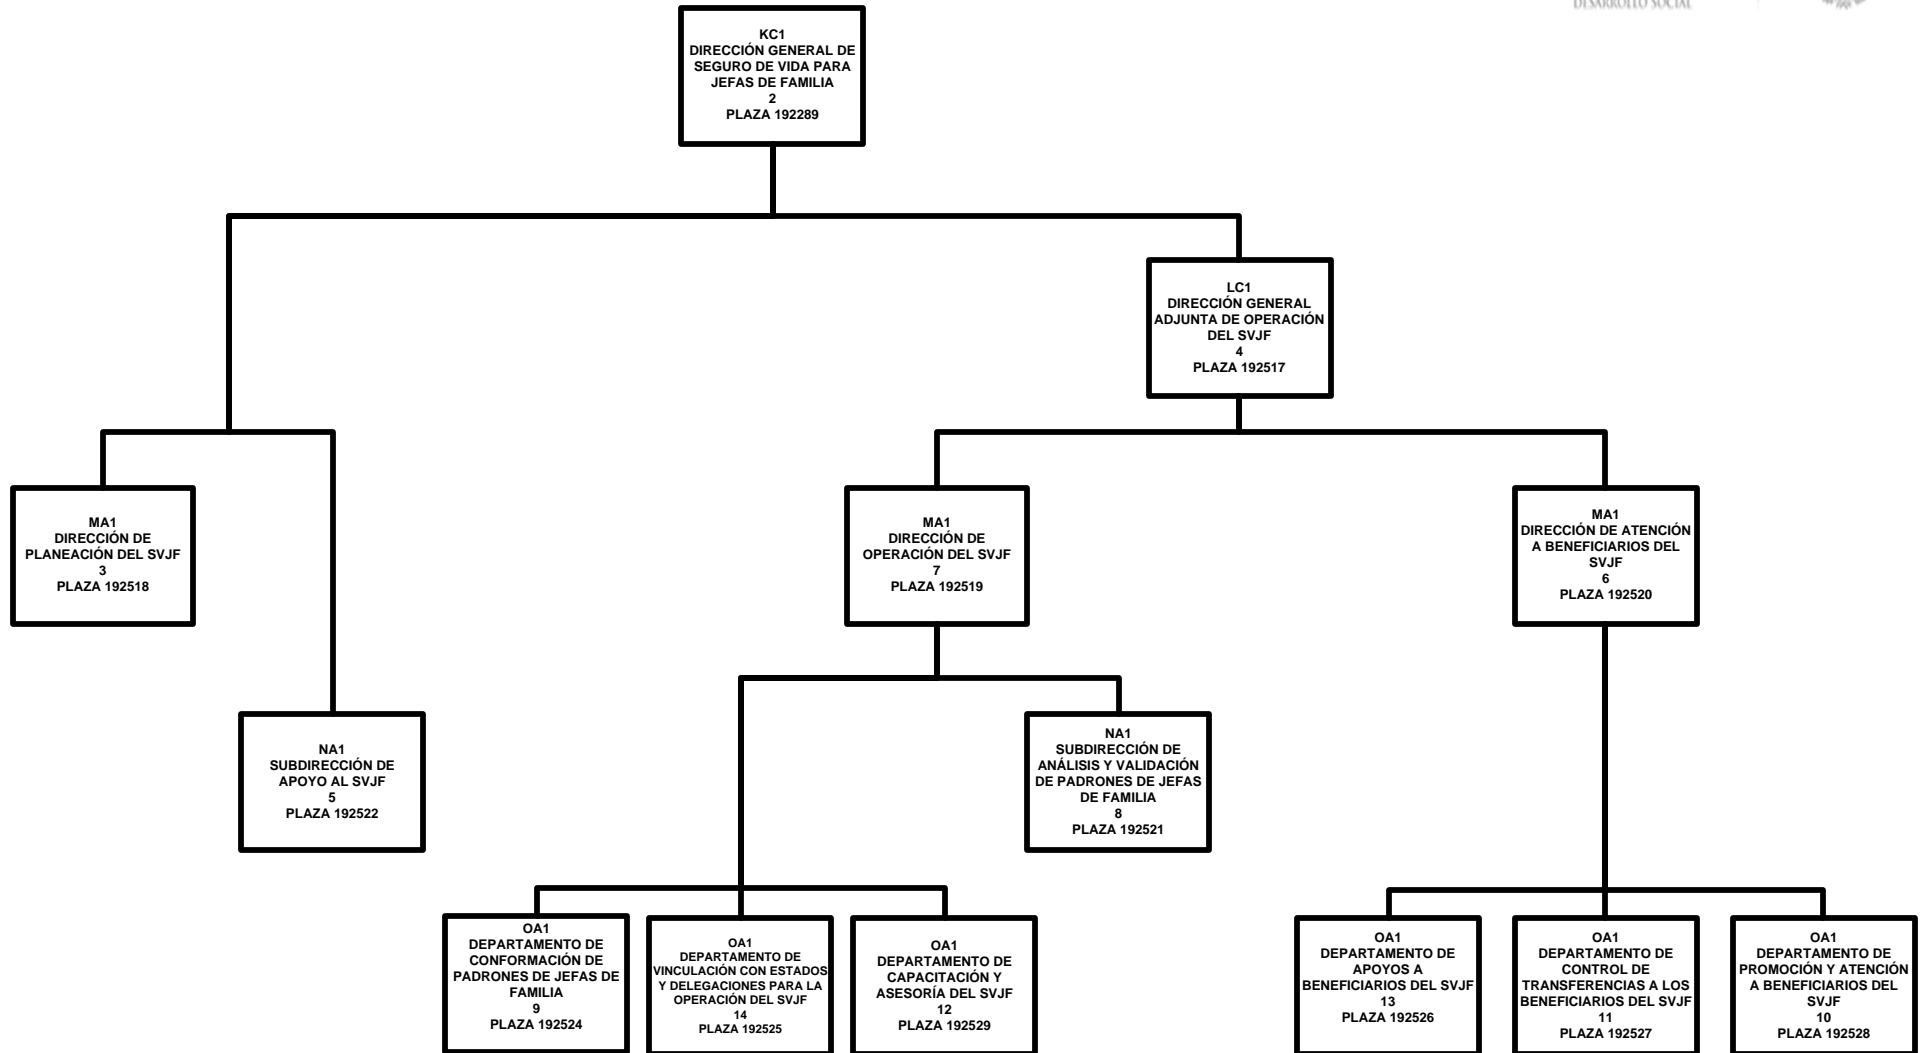 DESARROLLO SOCIAL
KC1
DIRECCIÓN GENERAL DE
SEGURO DE VIDA PARA
JEFAS DE FAMILIA
2
PLAZA 192289
LC1
DIRECCIÓN GENERAL
ADJUNTA DE OPERACIÓN
DEL SVJF
4
PLAZA 192517
MA1
DIRECCIÓN DE
PLANEACIÓN DEL SVJF
3
PLAZA 192518
MA1
DIRECCIÓN DE
OPERACIÓN DEL SVJF
7
PLAZA 192519
MA1
DIRECCIÓN DE ATENCIÓN
A BENEFICIARIOS DEL
SVJF
6
PLAZA 192520
NA1
SUBDIRECCIÓN DE
APOYO AL SVJF
5
PLAZA 192522
NA1
SUBDIRECCIÓN DE
ANÁLISIS Y VALIDACIÓN
DE PADRONES DE JEFAS
DE FAMILIA
8
PLAZA 192521
OA1
DEPARTAMENTO DE
CONFORMACIÓN DE
PADRONES DE JEFAS DE
FAMILIA
9
PLAZA 192524
OA1
DEPARTAMENTO DE
VINCULACIÓN CON ESTADOS
Y DELEGACIONES PARA LA
OPERACIÓN DEL SVJF
14
PLAZA 192525
OA1
DEPARTAMENTO DE
CAPACITACIÓN Y
ASESORÍA DEL SVJF
12
PLAZA 192529
OA1
DEPARTAMENTO DE
APOYOS A
BENEFICIARIOS DEL SVJF
13
PLAZA 192526
OA1
DEPARTAMENTO DE
CONTROL DE
TRANSFERENCIAS A LOS
BENEFICIARIOS DEL SVJF
11
PLAZA 192527
OA1
DEPARTAMENTO DE
PROMOCIÓN Y ATENCIÓN
A BENEFICIARIOS DEL
SVJF
10
PLAZA 192528